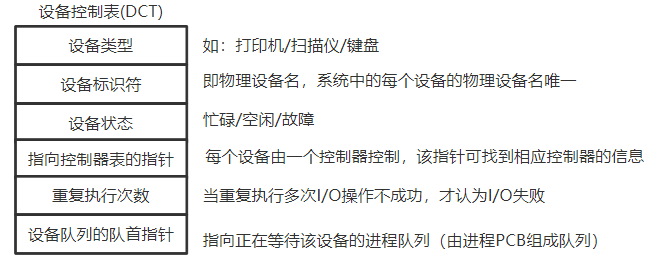 设备控制表(DCT)
设备类型 如：打印机/扫描仪/键盘
设备标识符 即物理设备名，系统中的每个设备的物理设备名唯一
设备状态 忙碌/空闲/故障
指向控制器表的指针 每个设备由一个控制器控制，该指针可找到相应控制器的信息
重复执行次数 当重复执行多次I/O操作不成功，才认为I/O失败
设备队列的队首指针 指向正在等待该设备的进程队列（由进程PCB组成队列）